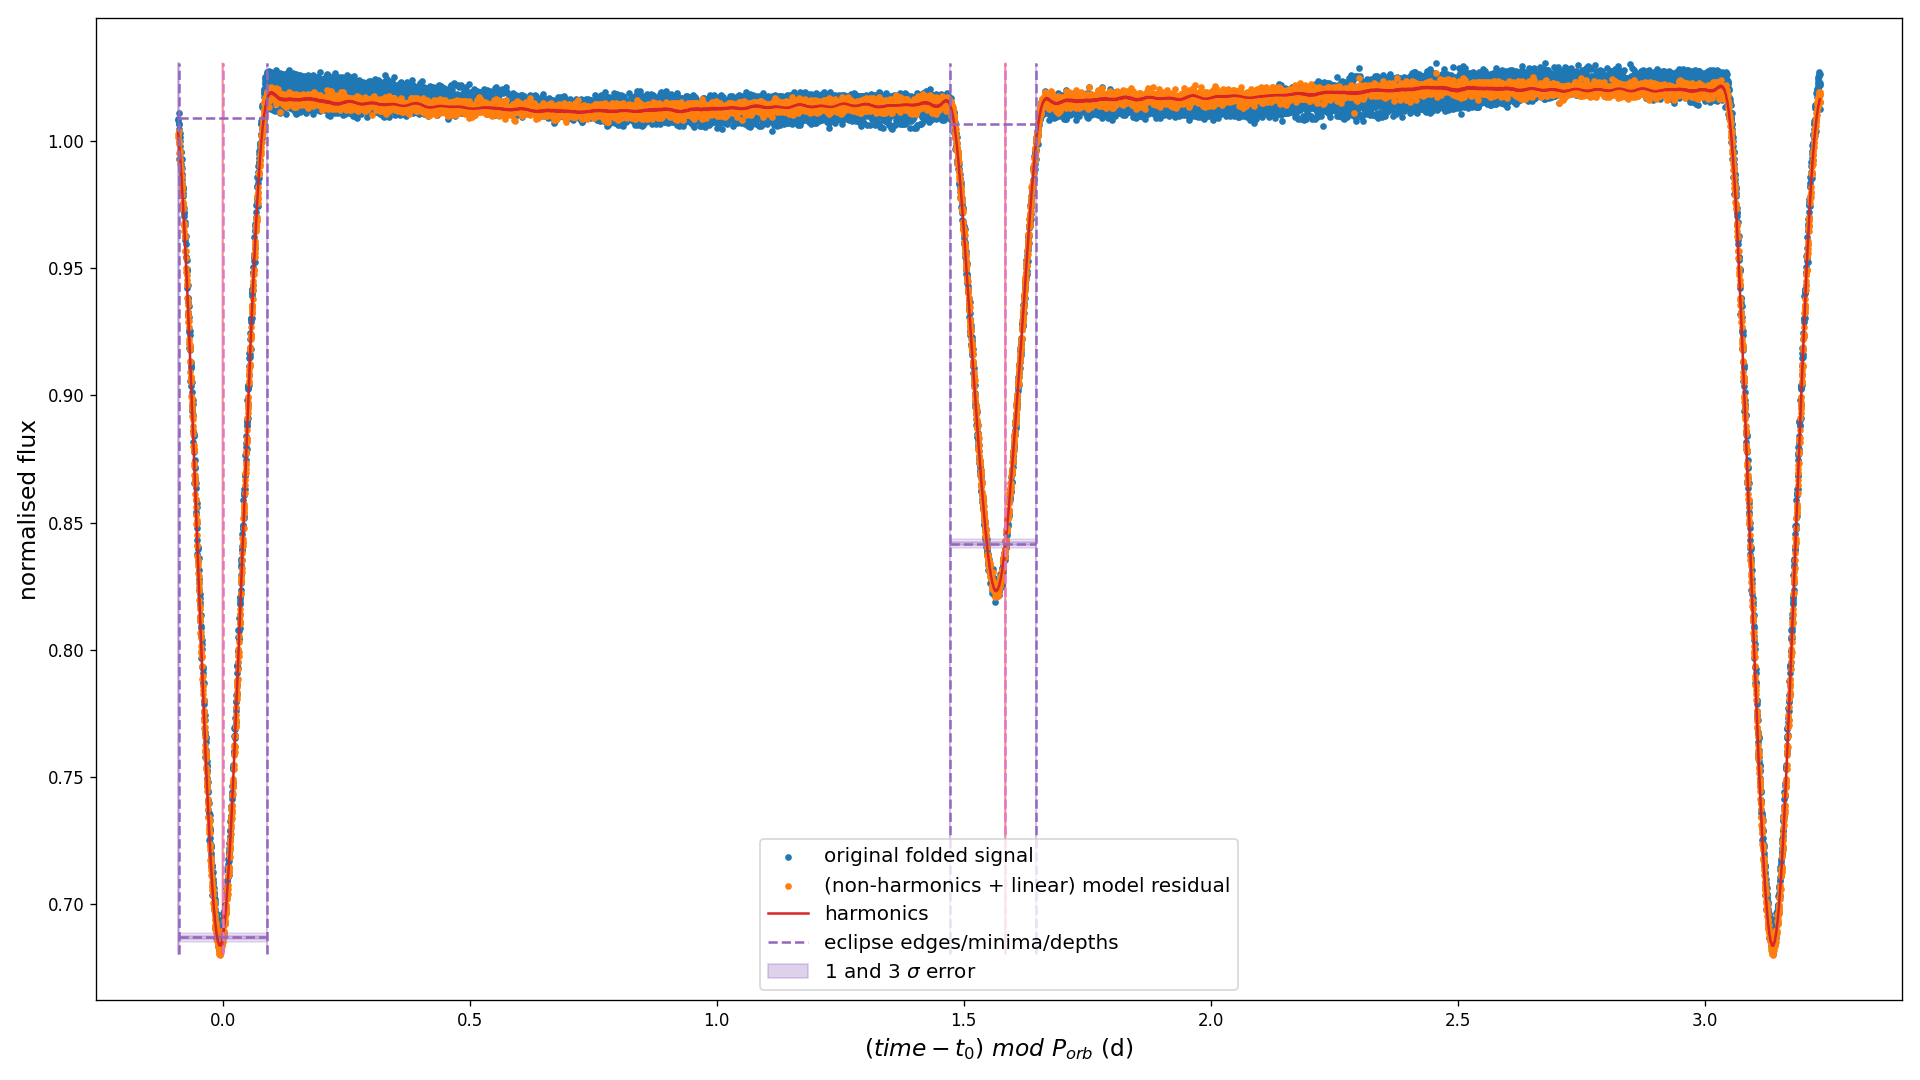 normalised flux
1.00
0.95
0.90
0.85
0.80
0.75
0.70
original folded signal
(non-harmonics + linear) model residual
harmonics
eclipse edges/minima/depths
1 and 3 σ error
0.0 0.5 1.0 1.5 2.0 2.5 3.0
(time − t₀) mod P_orb (d)